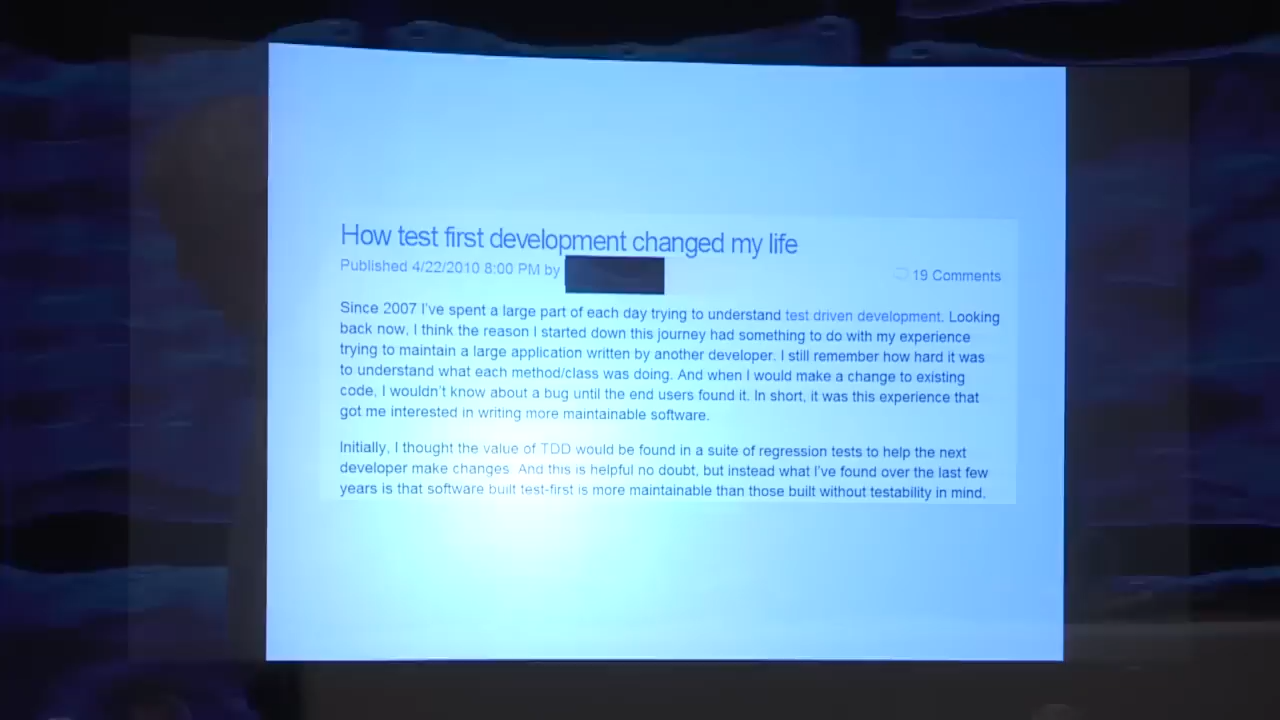 How test first development changed my life
Published 4/22/2010 8:00 PM by
19 Comments
Since 2007 I've spent a large part of each day trying to understand test driven development. Looking
back now, I think the reason I started down this journey had something to do with my experience
trying to maintain a large application written by another developer. I still remember how hard it was
to understand what each method/class was doing. And when I would make a change to existing
code, I wouldn't know about a bug until the end users found it. In short, it was this experience that
got me interested in writing more maintainable software.
Initially, I thought the value of TDD would be found in a suite of regression tests to help the next
developer make changes. And this is helpful no doubt, but instead what I've found over the last few
years is that software built test-first is more maintainable than those built without testability in mind.